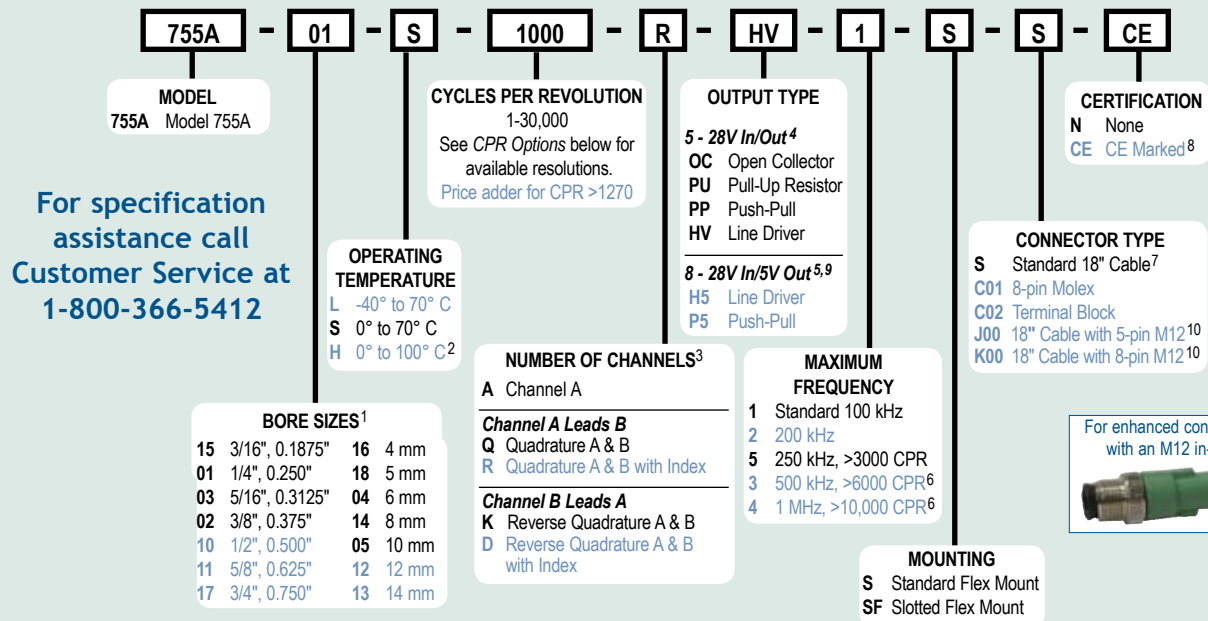 755A - 01 - S - 1000 - R - HV - 1 - S - S - CE
MODEL
755A Model 755A
For specification
assistance call
Customer Service at
1-800-366-5412
BORE SIZES1
15 3/16", 0.1875" 16 4 mm
01 1/4", 0.250" 18 5 mm
03 5/16", 0.3125" 04 6 mm
02 3/8", 0.375" 14 8 mm
10 1/2", 0.500" 05 10 mm
11 5/8", 0.625" 12 12 mm
17 3/4", 0.750" 13 14 mm
OPERATING
TEMPERATURE
L -40° to 70° C
S 0° to 70° C
H 0° to 100° C2
CYCLES PER REVOLUTION
1-30,000
See CPR Options below for
available resolutions.
Price adder for CPR >1270
NUMBER OF CHANNELS3
A Channel A
Channel A Leads B
Q Quadrature A & B
R Quadrature A & B with Index
Channel B Leads A
K Reverse Quadrature A & B
D Reverse Quadrature A & B
with Index
OUTPUT TYPE
5 - 28V In/Out4
OC Open Collector
PU Pull-Up Resistor
PP Push-Pull
HV Line Driver
8 - 28V In/5V Out5,9
H5 Line Driver
P5 Push-Pull
MAXIMUM
FREQUENCY
1 Standard 100 kHz
2 200 kHz
5 250 kHz, >3000 CPR
3 500 kHz, >6000 CPR6
4 1 MHz, >10,000 CPR6
MOUNTING
S Standard Flex Mount
SF Slotted Flex Mount
CONNECTOR TYPE
S Standard 18" Cable7
C01 8-pin Molex
C02 Terminal Block
J00 18" Cable with 5-pin M1210
K00 18" Cable with 8-pin M1210
CERTIFICATION
N None
CE CE Marked8
For enhanced con
with an M12 in-